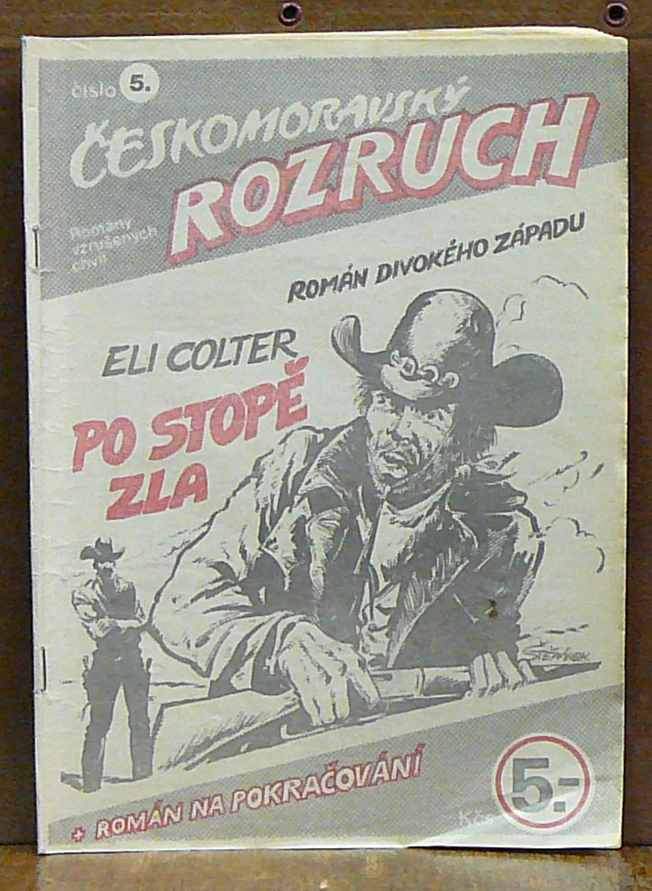 číslo 5.
ČESKOMORAVSKÝ
ROZRUCH
Romány
vzrušených
chvil
ROMÁN DIVOKÉHO ZÁPADU
ELI COLTER
PO STOPĚ
ZLA
+ ROMÁN NA POKRAČOVÁNÍ
Kčs 5.-